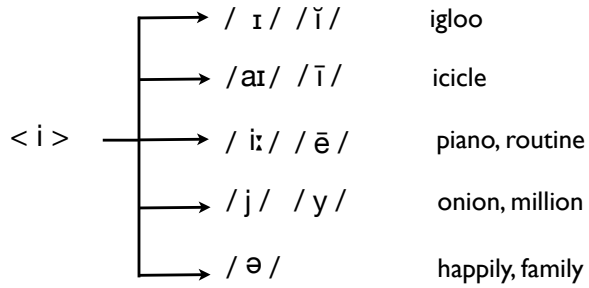 / ɪ / / ĭ / igloo
/aɪ/ / ī / icicle
< i > / iː / / ē / piano, routine
/ j / / y / onion, million
/ ə / happily, family